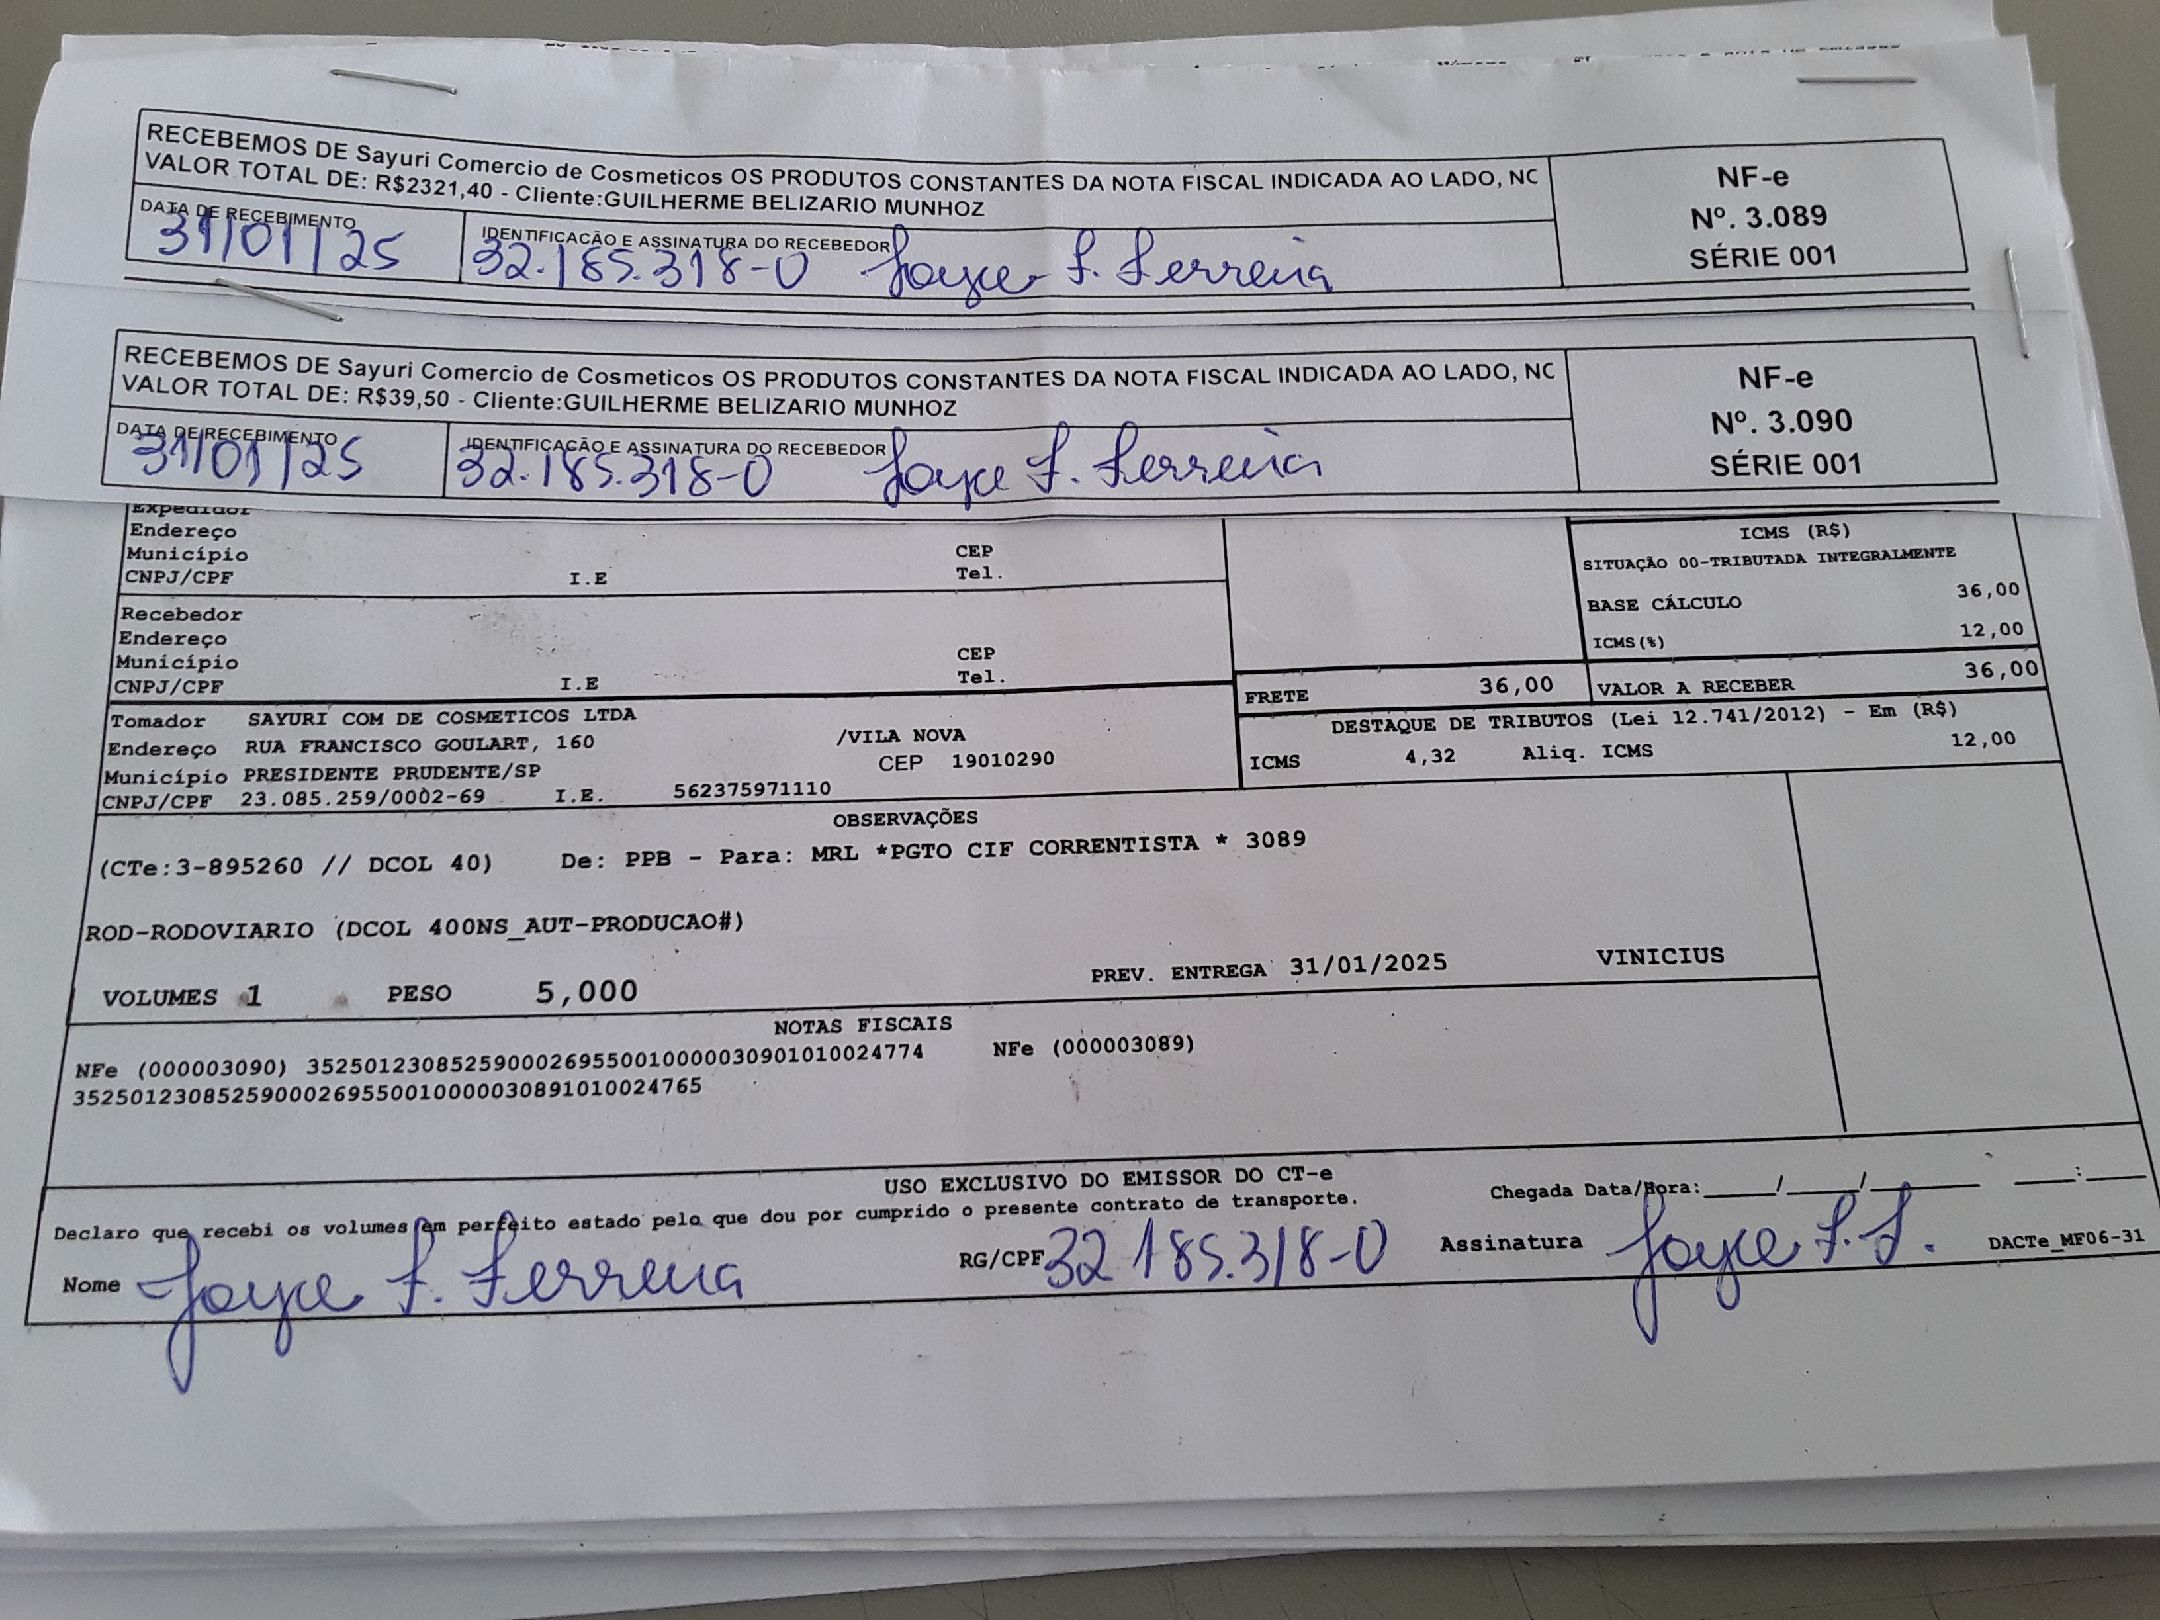 RECEBEMOS DE Sayuri Comercio de Cosmeticos OS PRODUTOS CONSTANTES DA NOTA FISCAL INDICADA AO LADO, NO
VALOR TOTAL DE: R$2321,40 - Cliente:GUILHERME BELIZARIO MUNHOZ
DATA DE RECEBIMENTO
31/01/25
IDENTIFICAÇÃO E ASSINATURA DO RECEBEDOR
32.185.318-0 Joyce F. Ferreira
NF-e
Nº. 3.089
SÉRIE 001
RECEBEMOS DE Sayuri Comercio de Cosmeticos OS PRODUTOS CONSTANTES DA NOTA FISCAL INDICADA AO LADO, NO
VALOR TOTAL DE: R$39,50 - Cliente:GUILHERME BELIZARIO MUNHOZ
DATA DE RECEBIMENTO
31/01/25
IDENTIFICAÇÃO E ASSINATURA DO RECEBEDOR
32.185.318-0 Joyce F. Ferreira
NF-e
Nº. 3.090
SÉRIE 001
Expedidor
Endereço
Município CEP
CNPJ/CPF I.E Tel.
Recebedor
Endereço
Município CEP
CNPJ/CPF I.E Tel.
ICMS (R$)
SITUAÇÃO 00-TRIBUTADA INTEGRALMENTE
BASE CÁLCULO 36,00
ICMS(%) 12,00
FRETE 36,00 VALOR A RECEBER 36,00
DESTAQUE DE TRIBUTOS (Lei 12.741/2012) - Em (R$)
ICMS 4,32 Aliq. ICMS 12,00
Tomador SAYURI COM DE COSMETICOS LTDA
Endereço RUA FRANCISCO GOULART, 160 /VILA NOVA
Município PRESIDENTE PRUDENTE/SP CEP 19010290
CNPJ/CPF 23.085.259/0002-69 I.E. 562375971110
OBSERVAÇÕES
(CTe:3-895260 // DCOL 40) De: PPB - Para: MRL *PGTO CIF CORRENTISTA * 3089
ROD-RODOVIARIO (DCOL 400NS_AUT-PRODUCAO#)
VOLUMES 1 PESO 5,000 PREV. ENTREGA 31/01/2025 VINICIUS
NOTAS FISCAIS
NFe (000003090) 35250123085259000269550010000030901010024774 NFe (000003089)
35250123085259000269550010000030891010024765
USO EXCLUSIVO DO EMISSOR DO CT-e
Declaro que recebi os volumes em perfeito estado pelo que dou por cumprido o presente contrato de transporte.
Chegada Data/Hora:_____/_____/________ ____:____
Nome Joyce F. Ferreira RG/CPF 32 185.318-0 Assinatura Joyce F. F. DACTe_MF06-31